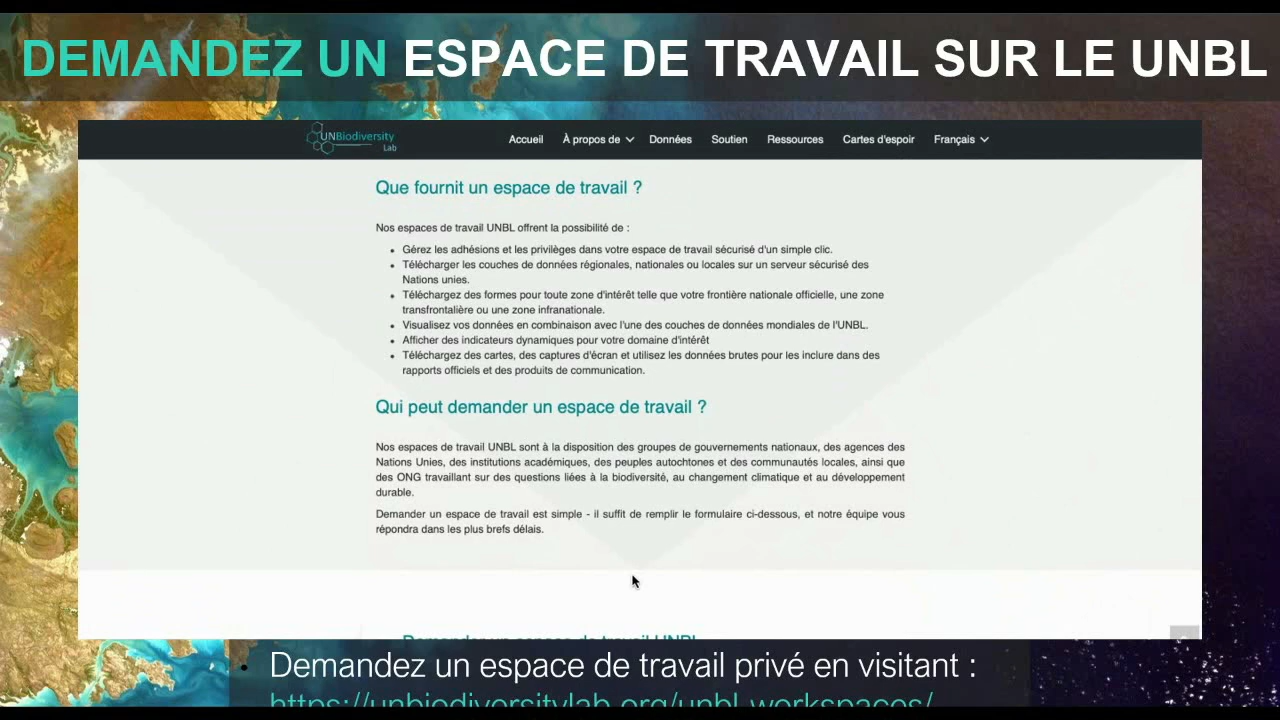 DEMANDEZ UN ESPACE DE TRAVAIL SUR LE UNBL
UNBiodiversity
Lab
Accueil À propos de Données Soutien Ressources Cartes d'espoir Français
Que fournit un espace de travail ?
Nos espaces de travail UNBL offrent la possibilité de :
• Gérez les adhésions et les privilèges dans votre espace de travail sécurisé d'un simple clic.
• Télécharger les couches de données régionales, nationales ou locales sur un serveur sécurisé des
Nations unies.
• Téléchargez des formes pour toute zone d'intérêt telle que votre frontière nationale officielle, une zone
transfrontalière ou une zone infranationale.
• Visualisez vos données en combinaison avec l'une des couches de données mondiales de l'UNBL.
• Afficher des indicateurs dynamiques pour votre domaine d'intérêt
• Téléchargez des cartes, des captures d'écran et utilisez les données brutes pour les inclure dans des
rapports officiels et des produits de communication.
Qui peut demander un espace de travail ?
Nos espaces de travail UNBL sont à la disposition des groupes de gouvernements nationaux, des agences des
Nations Unies, des institutions académiques, des peuples autochtones et des communautés locales, ainsi que
des ONG travaillant sur des questions liées à la biodiversité, au changement climatique et au développement
durable.
Demander un espace de travail est simple - il suffit de remplir le formulaire ci-dessous, et notre équipe vous
répondra dans les plus brefs délais.
Demander un espace de travail UNBL
• Demandez un espace de travail privé en visitant :
https://unbiodiversitylab.org/unbl-workspaces/